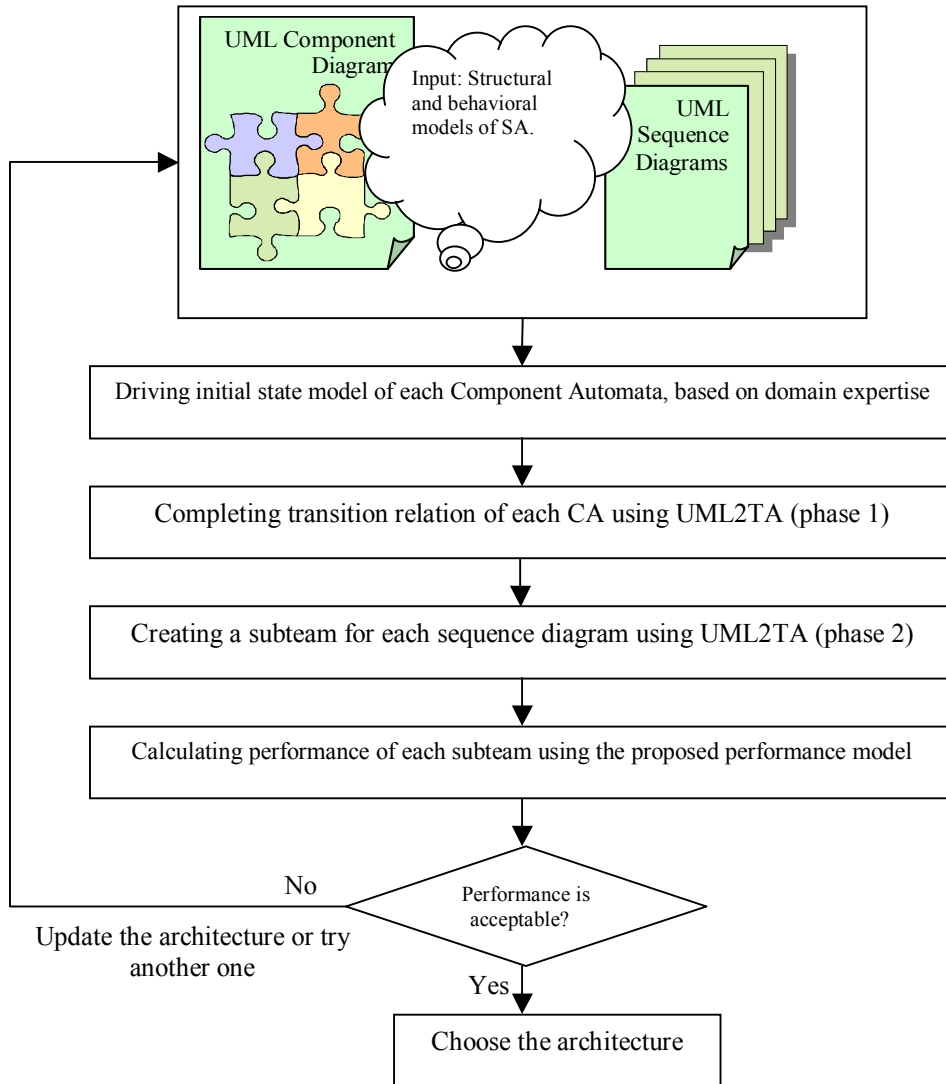 UML Component
Diagram
Input: Structural
and behavioral
models of SA.
UML
Sequence
Diagrams
Driving initial state model of each Component Automata, based on domain expertise
Completing transition relation of each CA using UML2TA (phase 1)
Creating a subteam for each sequence diagram using UML2TA (phase 2)
Calculating performance of each subteam using the proposed performance model
Performance is
acceptable?
No
Update the architecture or try
another one
Yes
Choose the architecture